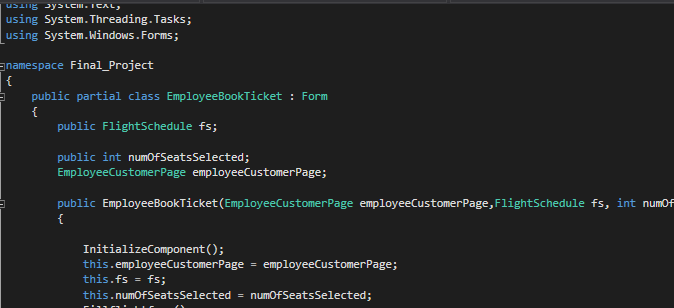 using System.Text;
using System.Threading.Tasks;
using System.Windows.Forms;
namespace Final_Project
{
public partial class EmployeeBookTicket : Form
{
public FlightSchedule fs;
public int numOfSeatsSelected;
EmployeeCustomerPage employeeCustomerPage;
public EmployeeBookTicket(EmployeeCustomerPage employeeCustomerPage,FlightSchedule fs, int numOf
{
InitializeComponent();
this.employeeCustomerPage = employeeCustomerPage;
this.fs = fs;
this.numOfSeatsSelected = numOfSeatsSelected;